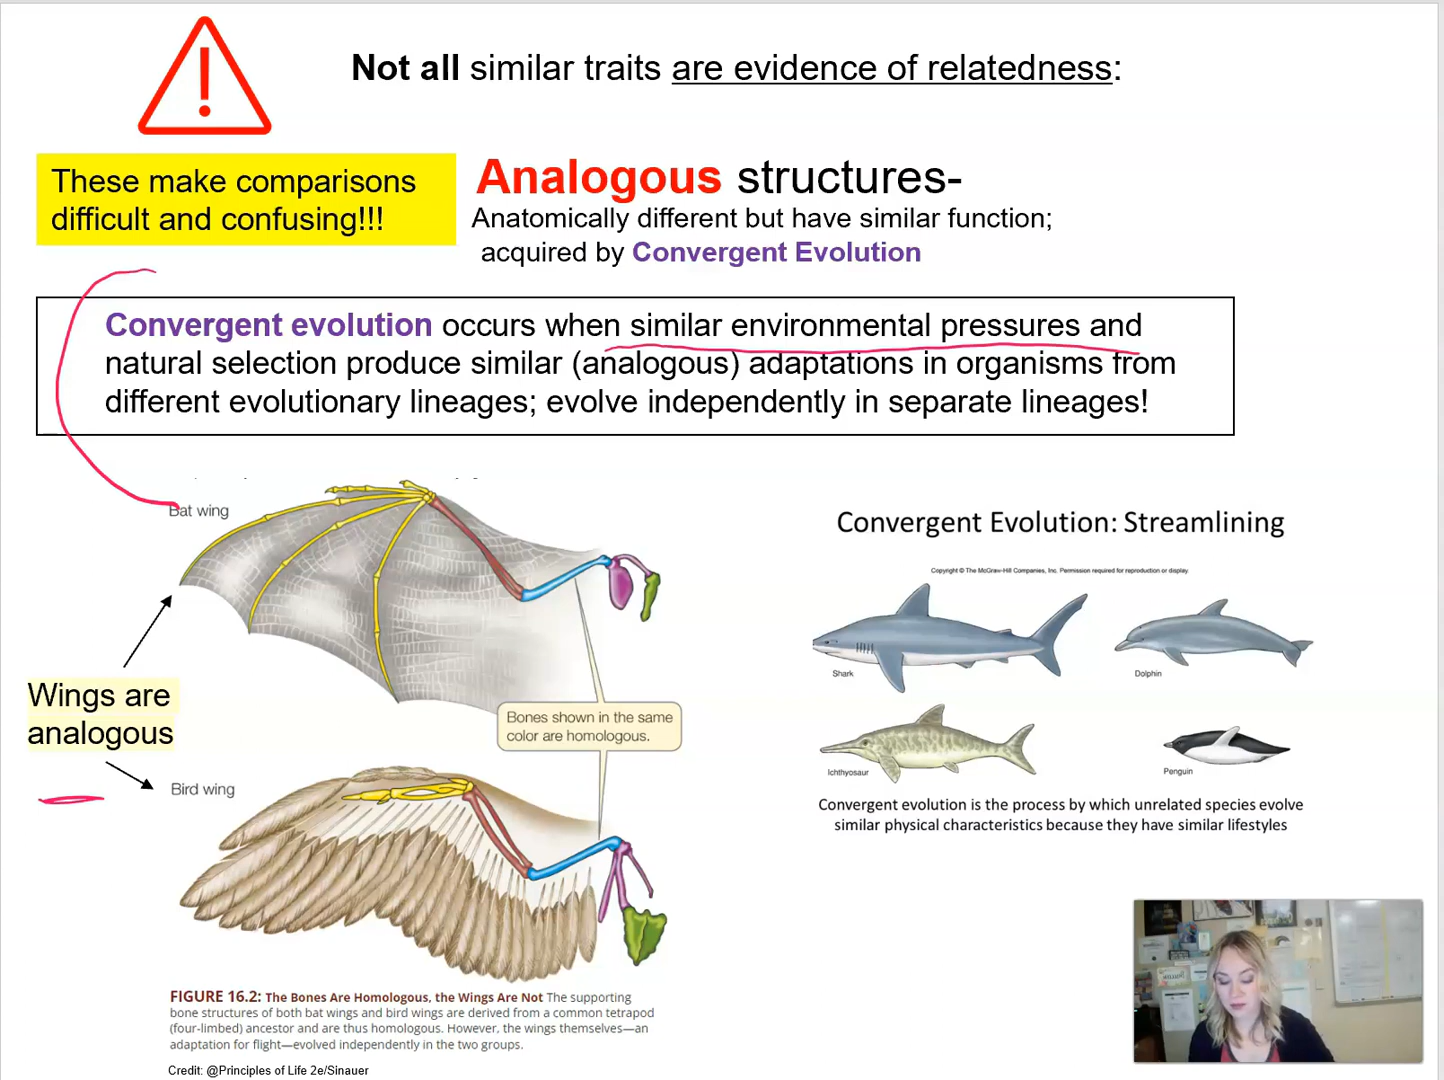 Not all similar traits are evidence of relatedness:
These make comparisons
difficult and confusing!!!
Analogous structures-
Anatomically different but have similar function;
acquired by Convergent Evolution
Convergent evolution occurs when similar environmental pressures and
natural selection produce similar (analogous) adaptations in organisms from
different evolutionary lineages; evolve independently in separate lineages!
Bat wing
Wings are
analogous
Bones shown in the same
color are homologous.
Bird wing
FIGURE 16.2: The Bones Are Homologous, the Wings Are Not The supporting
bone structures of both bat wings and bird wings are derived from a common tetrapod
(four-limbed) ancestor and are thus homologous. However, the wings themselves—an
adaptation for flight—evolved independently in the two groups.
Credit: @Principles of Life 2e/Sinauer
Convergent Evolution: Streamlining
Copyright © The McGraw-Hill Companies, Inc. Permission required for reproduction or display.
Shark
Dolphin
Ichthyosaur
Penguin
Convergent evolution is the process by which unrelated species evolve
similar physical characteristics because they have similar lifestyles